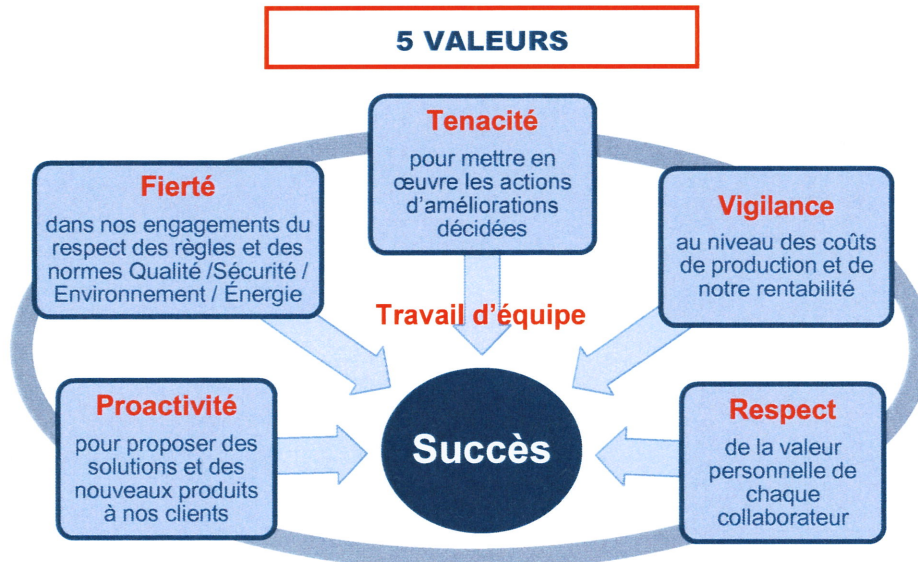 5 VALEURS
Tenacité
pour mettre en
œuvre les actions
d'améliorations
décidées
Fierté
dans nos engagements du
respect des règles et des
normes Qualité /Sécurité /
Environnement / Énergie
Vigilance
au niveau des coûts
de production et de
notre rentabilité
Travail d'équipe
Proactivité
pour proposer des
solutions et des
nouveaux produits
à nos clients
Succès
Respect
de la valeur
personnelle de
chaque
collaborateur